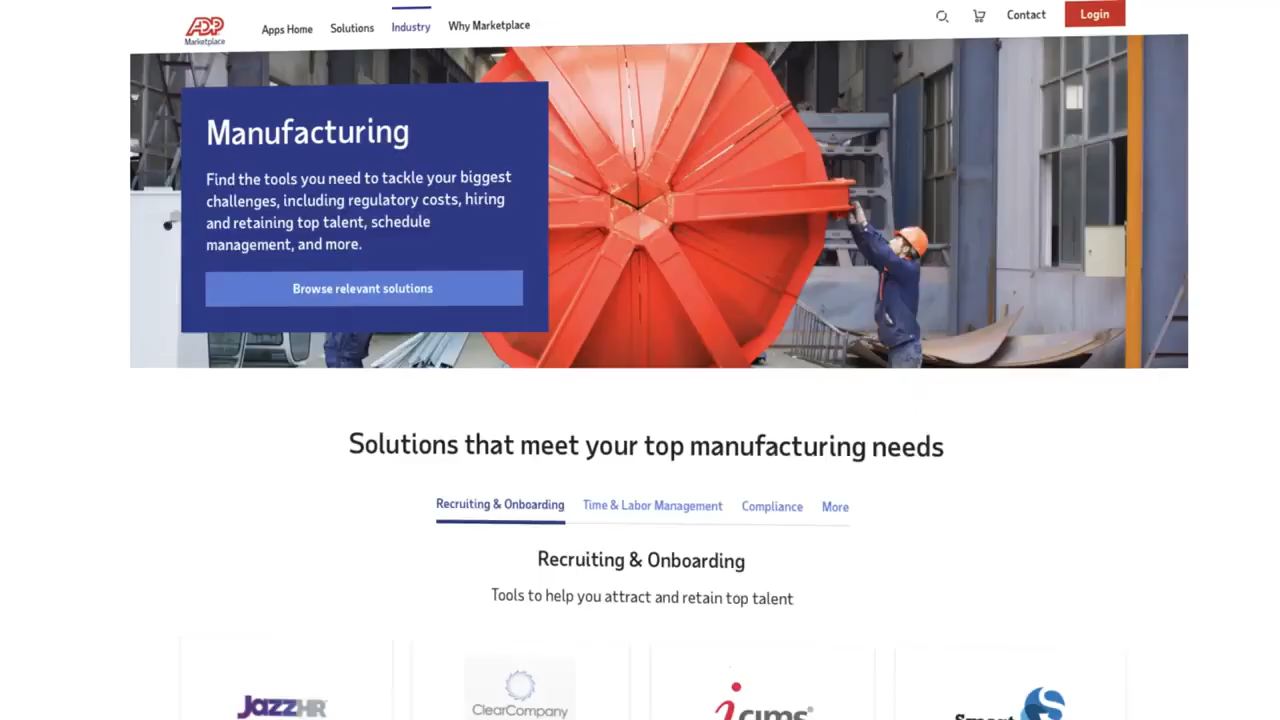 ADP
Marketplace
Apps Home
Solutions
Industry
Why Marketplace
Contact
Login
Manufacturing
Find the tools you need to tackle your biggest
challenges, including regulatory costs, hiring
and retaining top talent, schedule
management, and more.
Browse relevant solutions
Solutions that meet your top manufacturing needs
Recruiting & Onboarding
Time & Labor Management
Compliance
More
Recruiting & Onboarding
Tools to help you attract and retain top talent
JAZZHR
ClearCompany
icims®
Smart